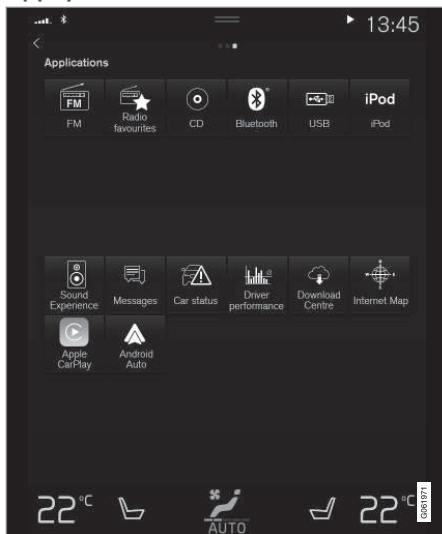 13:45
Applications
FM
FM
Radio
favourites
CD
Bluetooth
USB
iPod
iPod
Sound
Experience
Messages
Car status
Driver
performance
Download
Centre
Internet Map
Apple
CarPlay
Android
Auto
22°C
AUTO
22°C
G061971